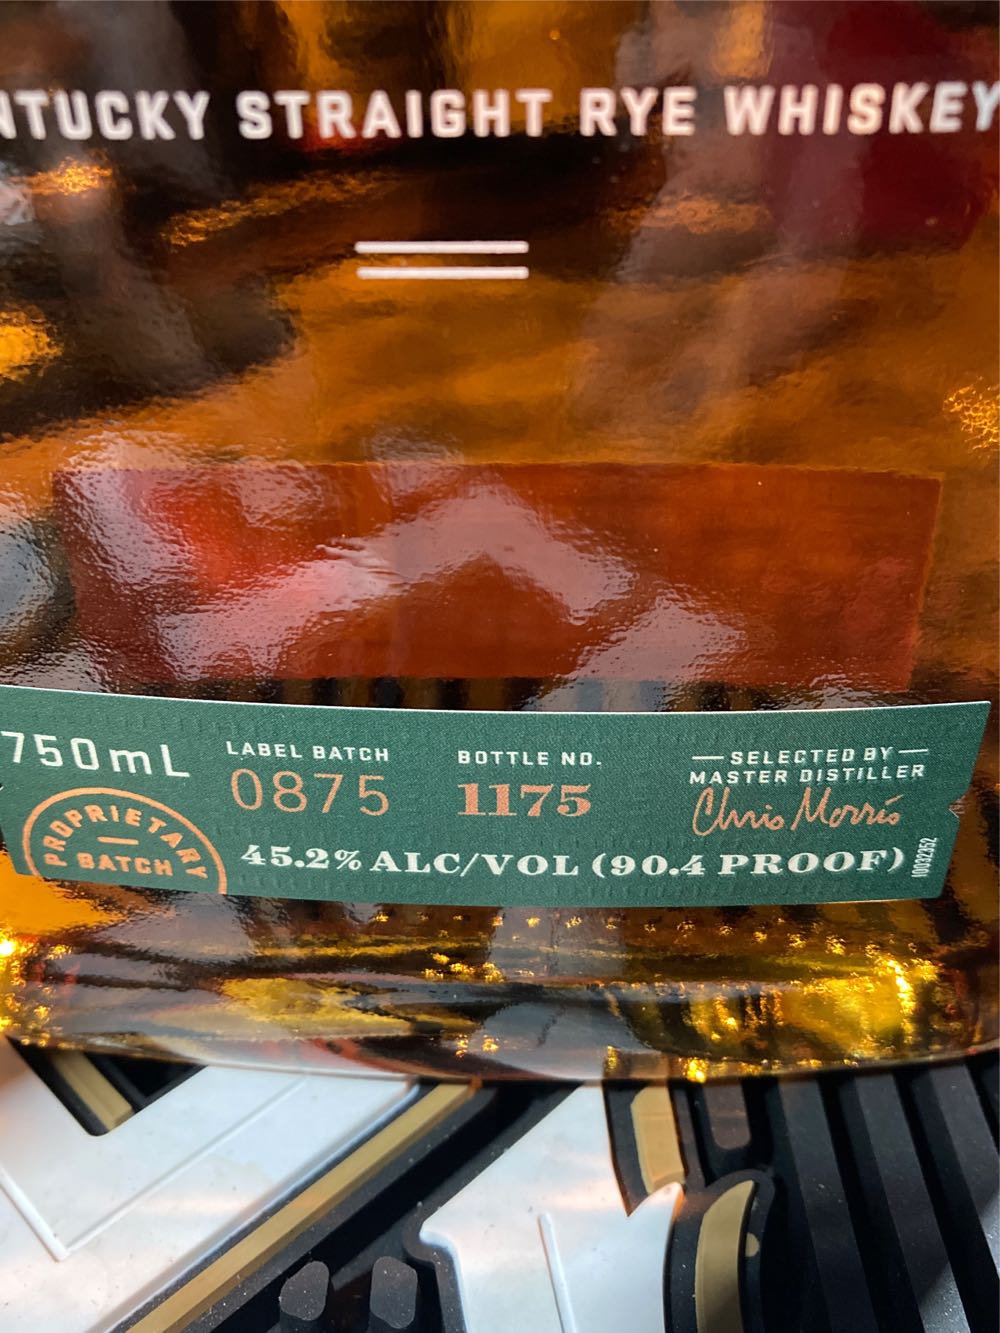 NTUCKY STRAIGHT RYE WHISKEY
750mL
LABEL BATCH
0875
BOTTLE NO.
1175
SELECTED BY
MASTER DISTILLER
Chris Morris
PROPRIETARY
BATCH
45.2% ALC/VOL (90.4 PROOF)
10032352